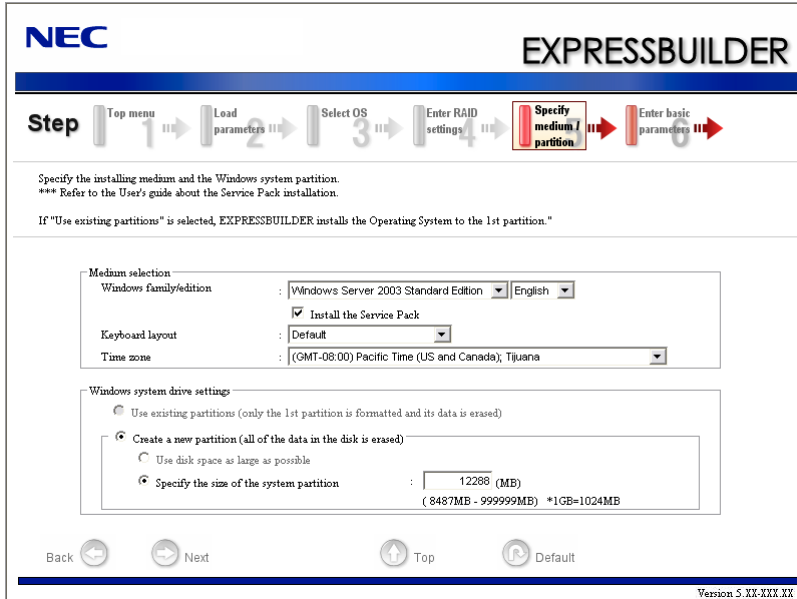 NEC
EXPRESSBUILDER
Step
Top menu 1
Load parameters 2
Select OS 3
Enter RAID settings 4
Specify medium / partition 5
Enter basic parameters 6
Specify the installing medium and the Windows system partition.
*** Refer to the User's guide about the Service Pack installation.
If "Use existing partitions" is selected, EXPRESSBUILDER installs the Operating System to the 1st partition."
Medium selection
Windows family/edition : Windows Server 2003 Standard Edition English
Install the Service Pack
Keyboard layout : Default
Time zone : (GMT-08:00) Pacific Time (US and Canada); Tijuana
Windows system drive settings
Use existing partitions (only the 1st partition is formatted and its data is erased)
Create a new partition (all of the data in the disk is erased)
Use disk space as large as possible
Specify the size of the system partition : 12288 (MB)
( 8487MB - 999999MB) *1GB=1024MB
Back Next Top Default
Version 5.XX-XXX.XX